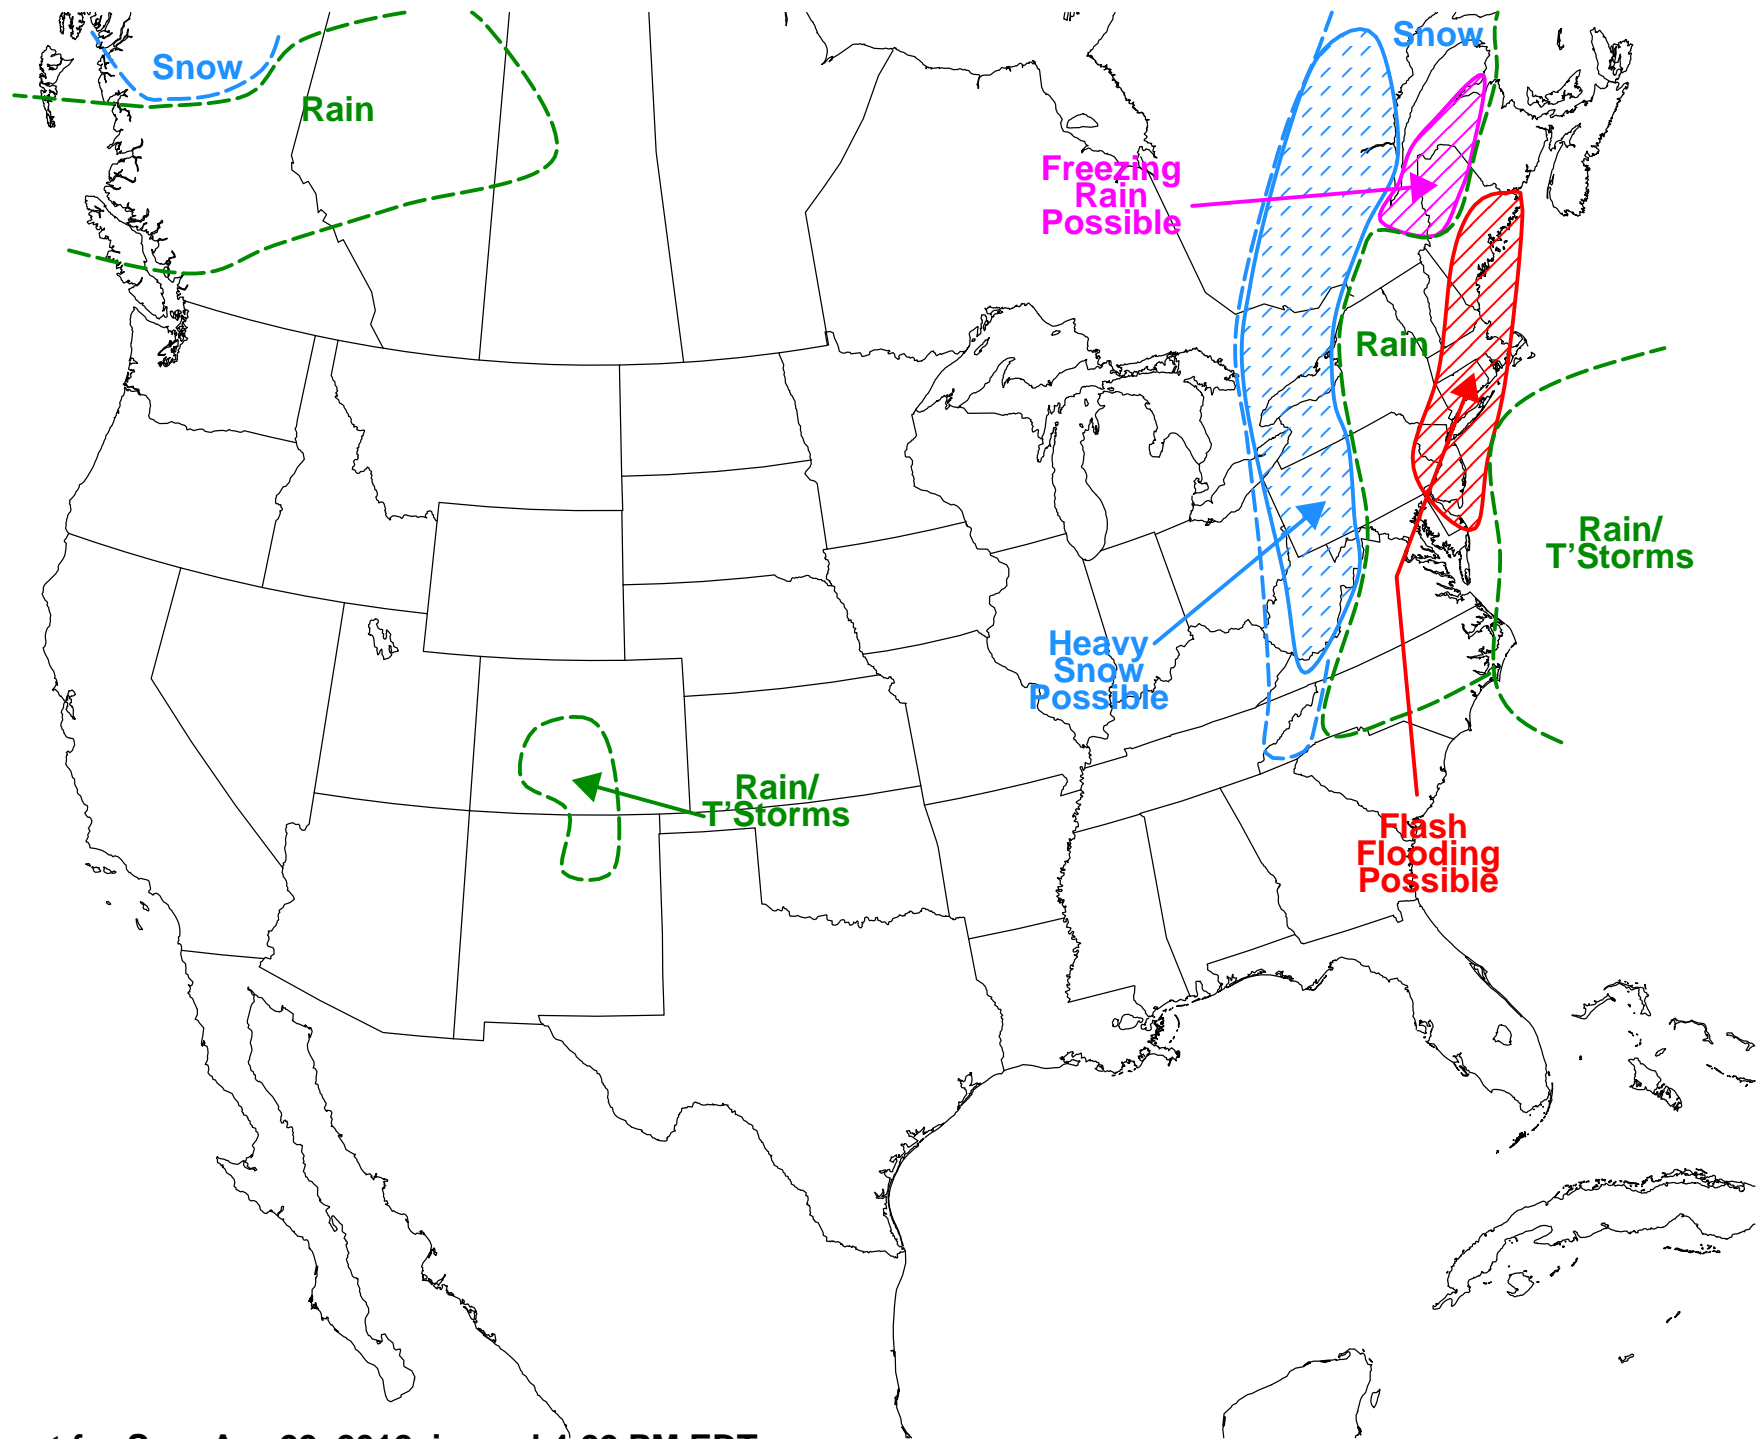 Snow
Snow
Rain
Freezing
Rain
Possible
Rain
Rain/
T'Storms
Heavy
Snow
Possible
Rain/
T'Storms
Flash
Flooding
Possible